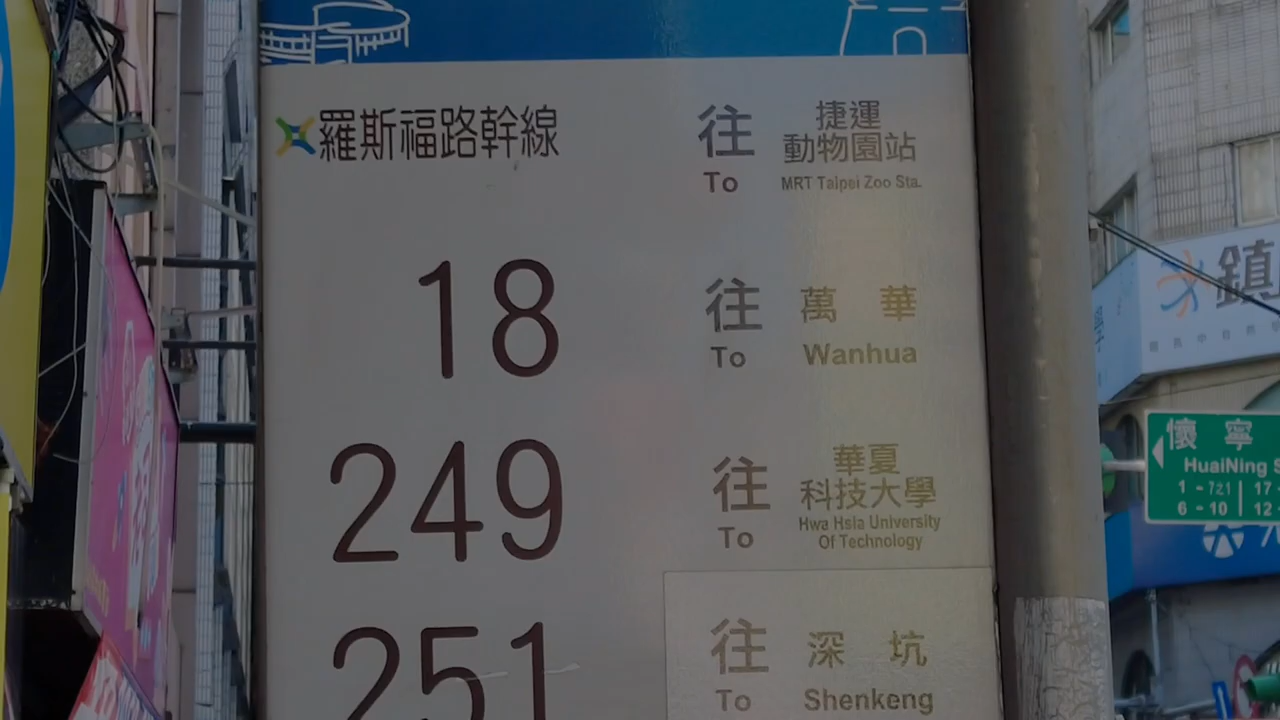 羅斯福路幹線
往 捷運
動物園站
To MRT Taipei Zoo Sta.
18
往 萬 華
To Wanhua
249
往 華夏
科技大學
To Hwa Hsia University
Of Technology
251
往 深 坑
To Shenkeng
鎮
懷 寧
HuaiNing S
1 - 721 17
6 - 10 12